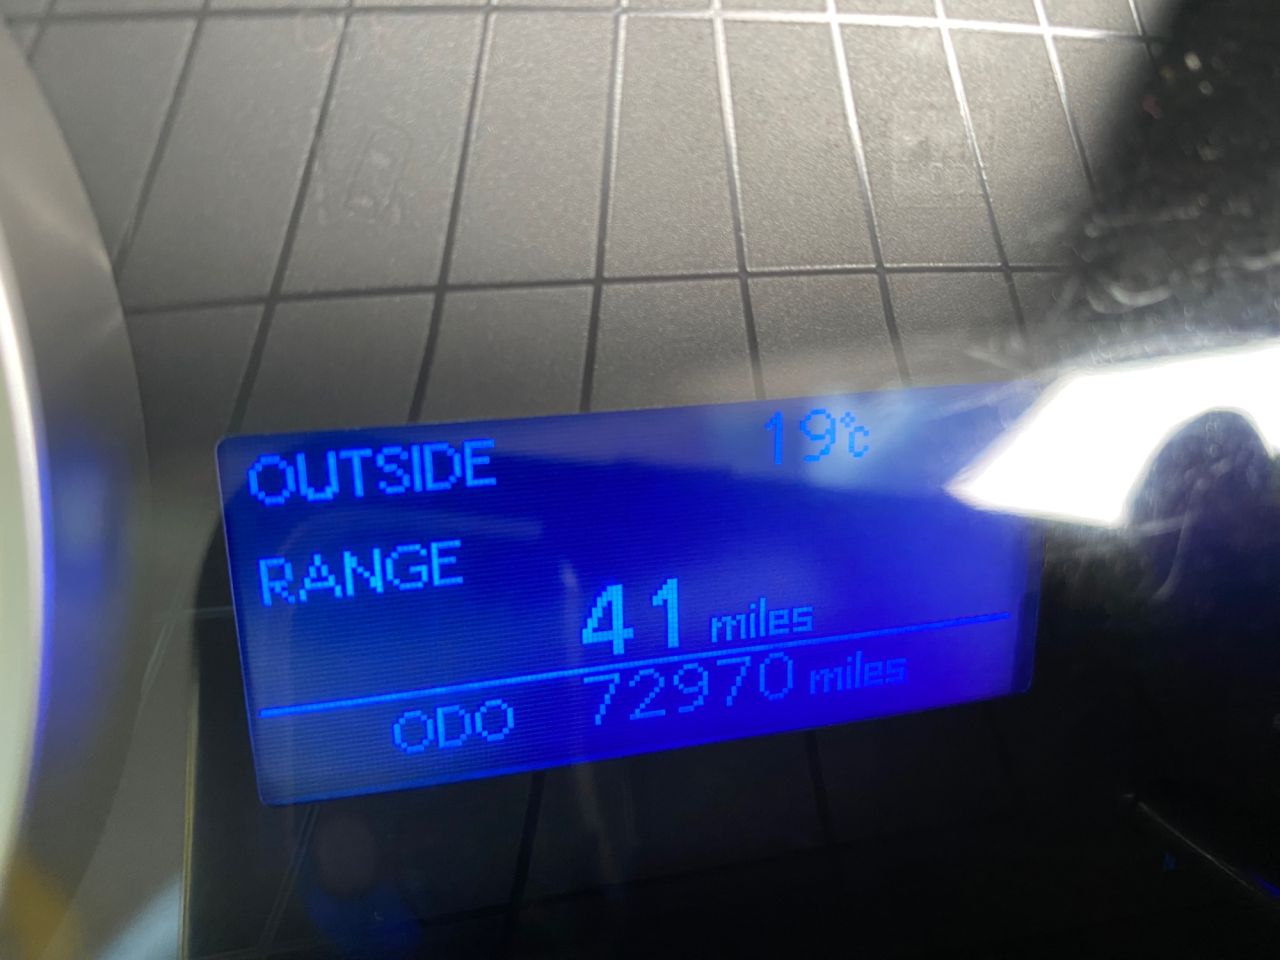 OUTSIDE 19°C
RANGE
41 miles
ODO 72970 miles